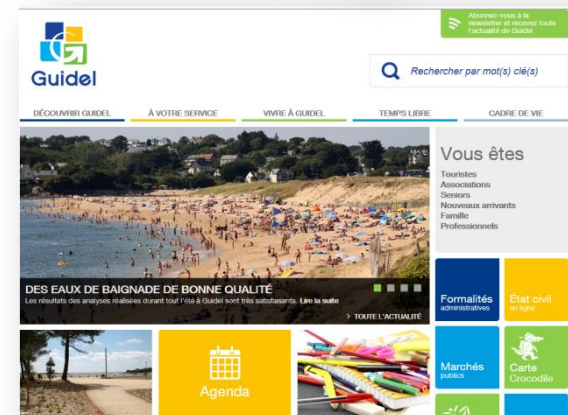 Abonnez-vous à la
newsletter et recevez toute
l'actualité de Guidel
Guidel
Rechercher par mot(s) clé(s)
DÉCOUVRIR GUIDEL
À VOTRE SERVICE
VIVRE À GUIDEL
TEMPS LIBRE
CADRE DE VIE
Vous êtes
Touristes
Associations
Seniors
Nouveaux arrivants
Famille
Professionnels
DES EAUX DE BAIGNADE DE BONNE QUALITÉ
Les résultats des analyses réalisées durant tout l'été à Guidel sont très satisfaisants. Lire la suite
> TOUTE L'ACTUALITÉ
Formalités
administratives
État civil
en ligne
Agenda
Marchés
publics
Carte
Crocodile